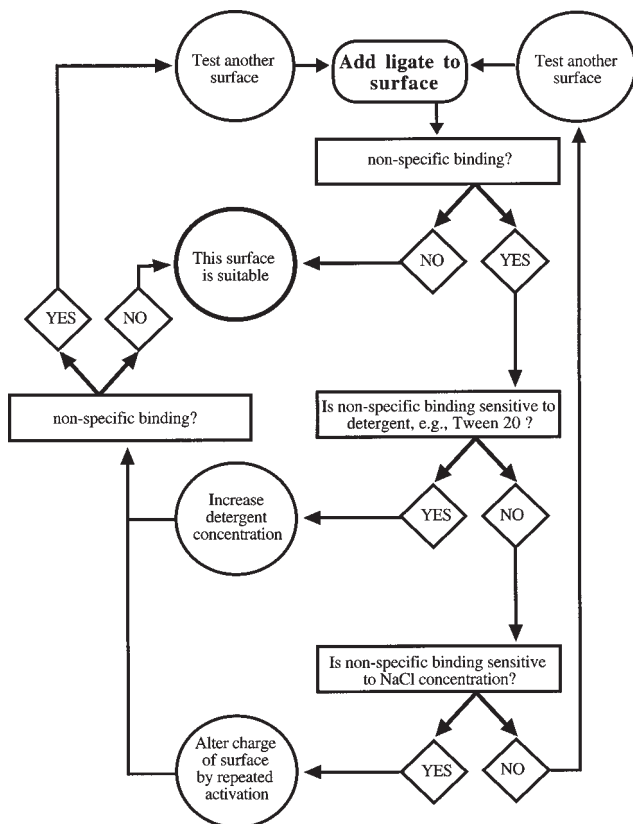 Test another
surface
Add ligate to
surface
Test another
surface
non-specific binding?
NO
YES
This surface
is suitable
YES
NO
non-specific binding?
Is non-specific binding sensitive to
detergent, e.g., Tween 20 ?
YES
NO
Increase
detergent
concentration
Is non-specific binding sensitive
to NaCl concentration?
YES
NO
Alter charge
of surface
by repeated
activation